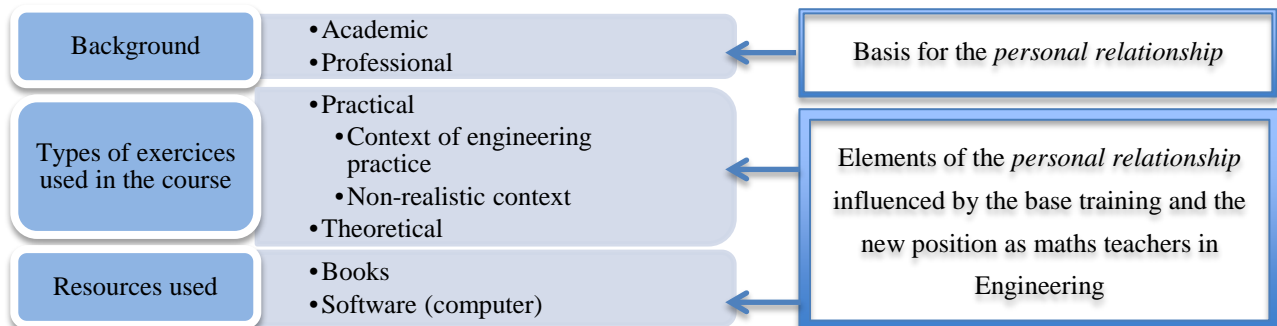 Background
•Academic
•Professional
Basis for the personal relationship
Types of exercices
used in the course
•Practical
•Context of engineering
practice
•Non-realistic context
•Theoretical
Elements of the personal relationship
influenced by the base training and the
new position as maths teachers in
Engineering
Resources used
•Books
•Software (computer)